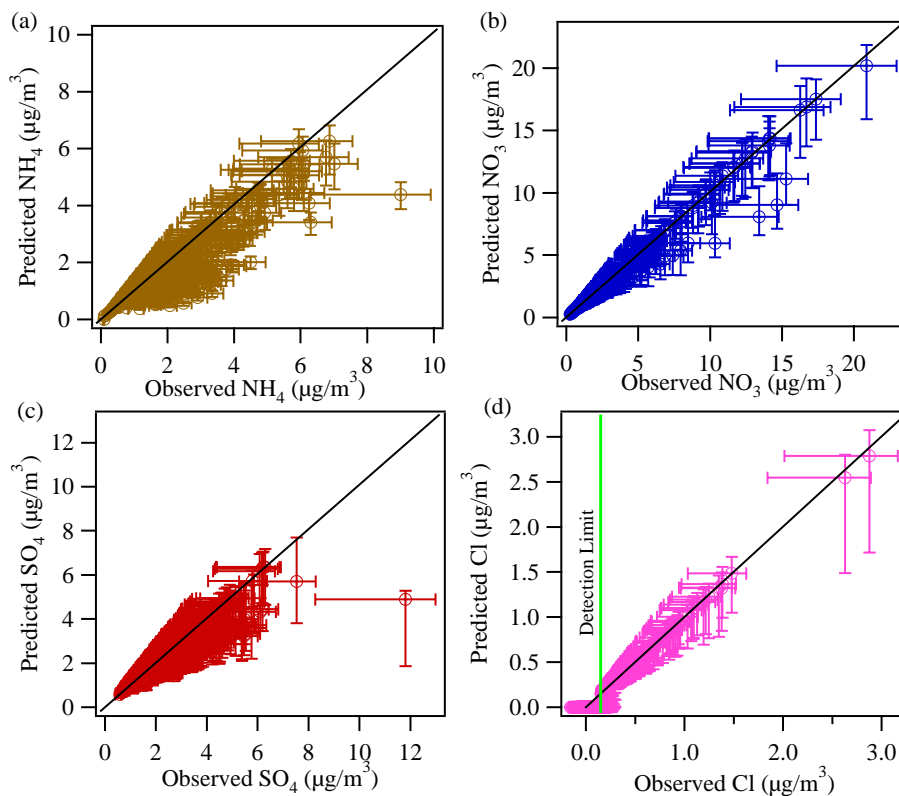 (a)
10
8
6
4
2
0
Predicted NH4 (µg/m3)
0 2 4 6 8 10
Observed NH4 (µg/m3)
(b)
20
15
10
5
0
Predicted NO3 (µg/m3)
0 5 10 15 20
Observed NO3 (µg/m3)
(c)
12
10
8
6
4
2
0
Predicted SO4 (µg/m3)
0 2 4 6 8 10 12
Observed SO4 (µg/m3)
(d)
3.0
2.5
2.0
1.5
1.0
0.5
0.0
Predicted Cl (µg/m3)
Detection Limit
0.0 1.0 2.0 3.0
Observed Cl (µg/m3)